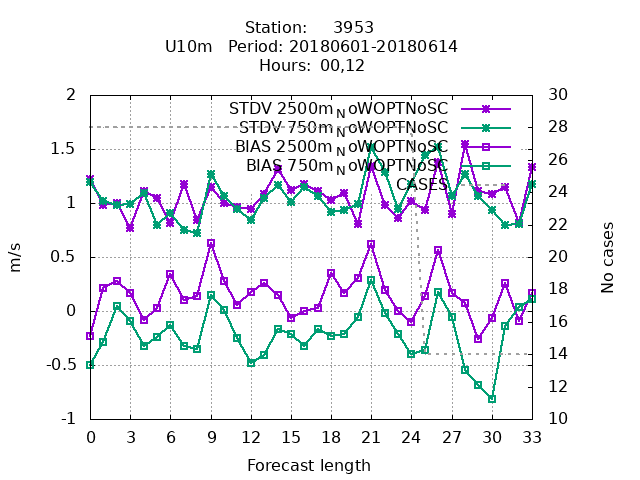 Station: 3953
U10m Period: 20180601-20180614
Hours: 00,12
2 30
STDV 2500m_NoWOPTNoSC
STDV 750m_NoWOPTNoSC 28
1.5 BIAS 2500m_NoWOPTNoSC
BIAS 750m_NoWOPTNoSC 26
CASES 24
1
22
0.5 20
18
0 16
-0.5 14
12
-1 10
m/s
No cases
0 3 6 9 12 15 18 21 24 27 30 33
Forecast length